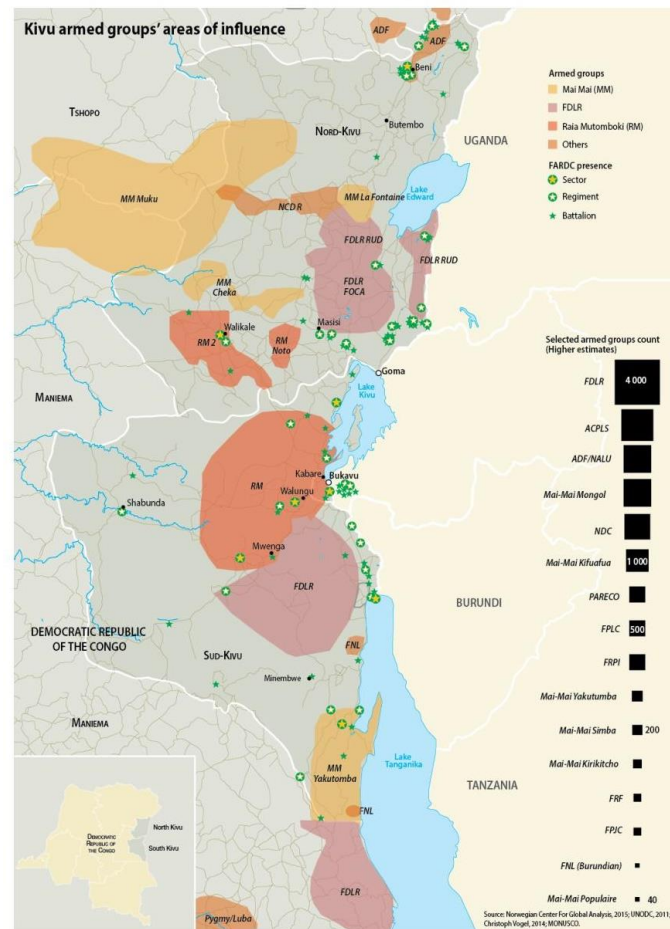 Kivu armed groups' areas of influence
ADF
ADF
Beni
TSHOPO
NORD-KIVU
Butembo
UGANDA
Armed groups
Mai Mai (MM)
FDLR
Raia Mutomboki (RM)
Others
FARDC presence
Sector
Regiment
Battalion
MM Muku
NCD R
MM La Fontaine
Lake
Edward
FDLR RUD
FDLR RUD
FDLR
FOCA
MM
Cheka
Walikale
RM 2
RM
Noto
Masisi
Goma
MANIEMA
Lake
Kivu
RM
Kabare
Bukavu
Walungu
Shabunda
Mwenga
FDLR
BURUNDI
DEMOCRATIC REPUBLIC
OF THE CONGO
SUD-KIVU
FNL
Minembwe
MANIEMA
MM
Yakutomba
Lake
Tanganika
TANZANIA
FNL
FDLR
Pygmy/Luba
DEMOCRATIC
REPUBLIC OF
THE CONGO
North Kivu
South Kivu
Selected armed groups count
(Higher estimates)
FDLR 4 000
ACPLS
ADF/NALU
Mai-Mai Mongol
NDC
Mai-Mai Kifuafua 1 000
PARECO
FPLC 500
FRPI
Mai-Mai Yakutumba
Mai-Mai Simba 200
Mai-Mai Kirikitcho
FRF
FPJC
FNL (Burundian)
Mai-Mai Populaire 40
Source: Norwegian Center For Global Analysis, 2015; UNODC, 2011;
Christoph Vogel, 2014; MONUSCO.